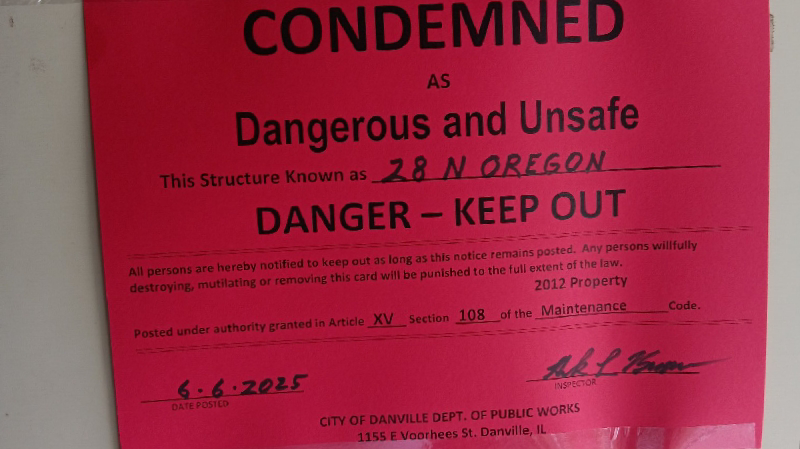 CONDEMNED
AS
Dangerous and Unsafe
This Structure Known as 28 N OREGON
DANGER – KEEP OUT
All persons are hereby notified to keep out as long as this notice remains posted. Any persons willfully
destroying, mutilating or removing this card will be punished to the full extent of the law.
2012 Property
Posted under authority granted in Article XV Section 108 of the Maintenance Code.
6.6.2025
DATE POSTED
INSPECTOR
CITY OF DANVILLE DEPT. OF PUBLIC WORKS
1155 E Voorhees St. Danville, IL